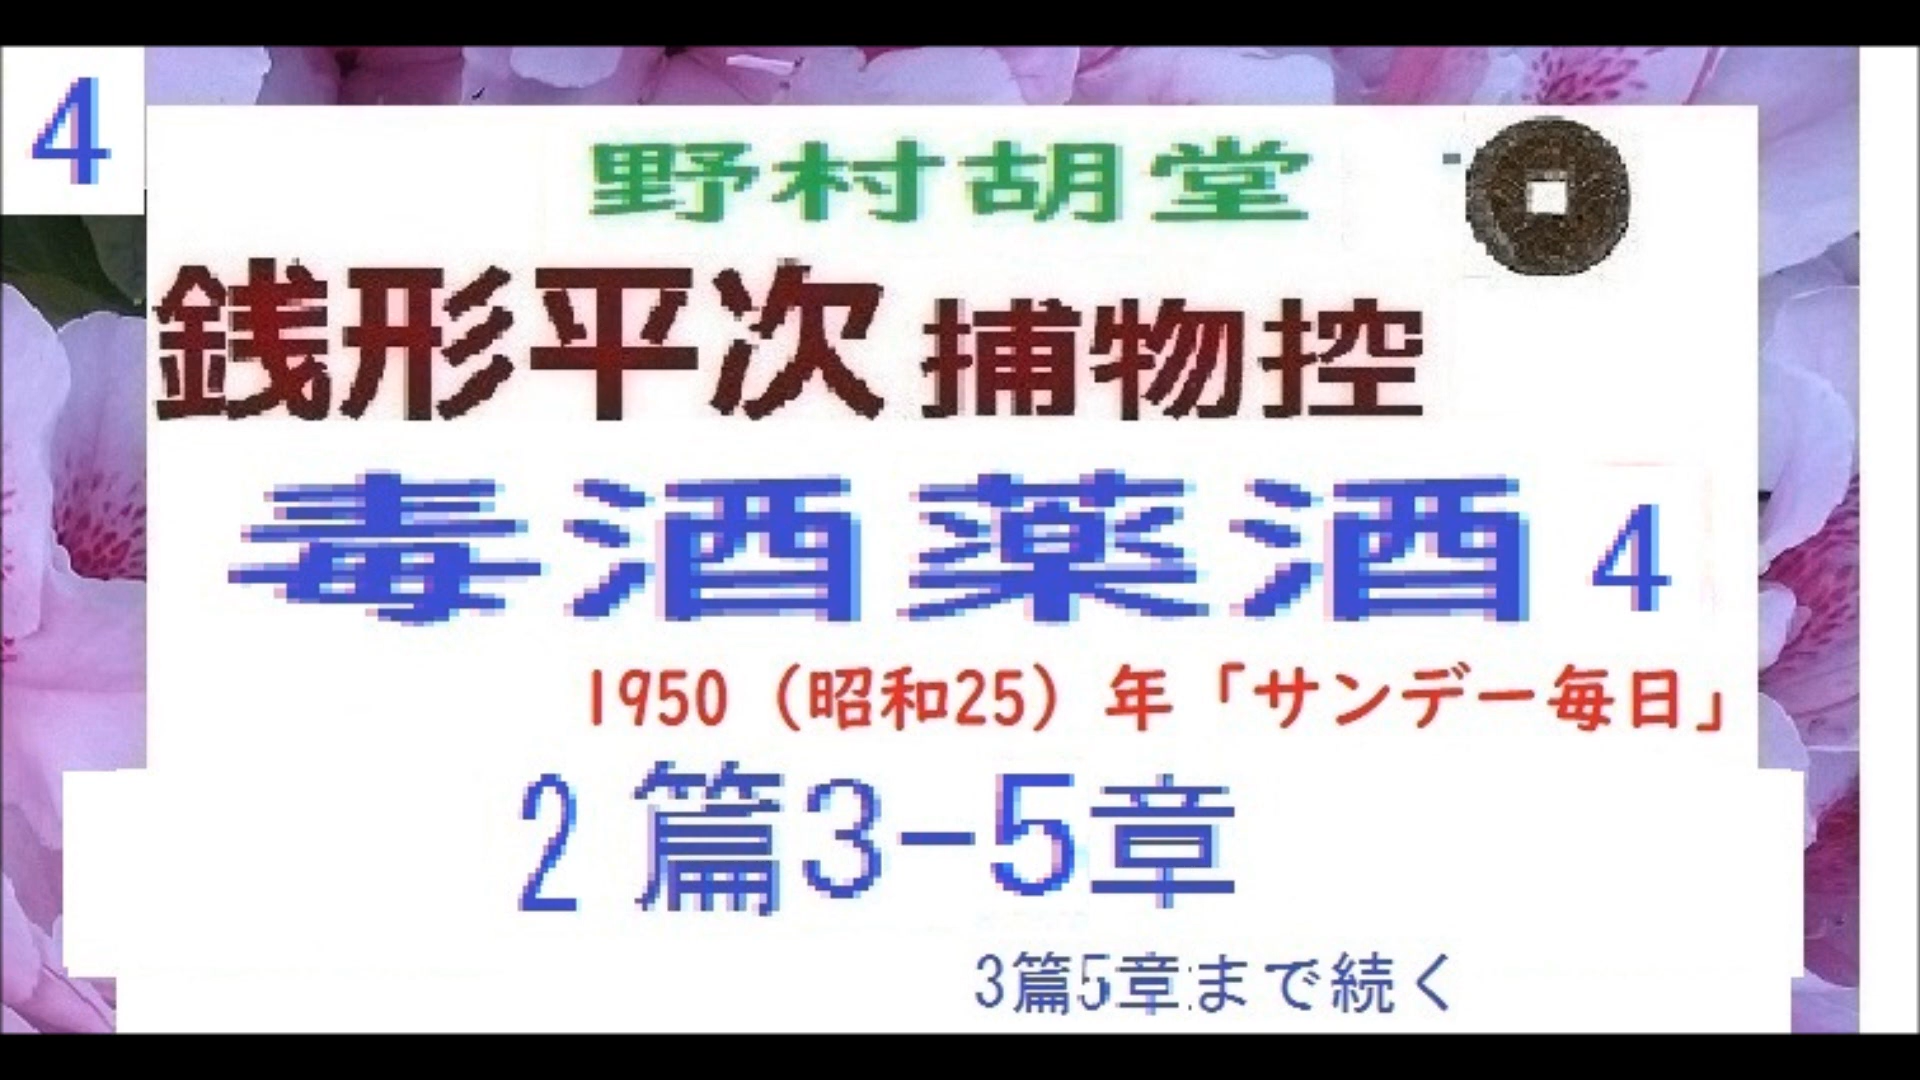 4
野村胡堂
銭形平次 捕物控
毒酒薬酒 4
1950（昭和25）年「サンデー毎日」
2篇3-5章
3篇5章まで続く